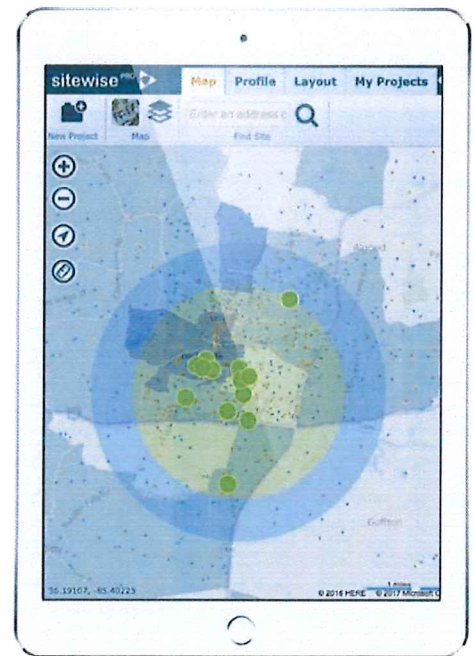 sitewise PRO
Map Profile Layout My Projects
Enter an address
New Project Map Find Site
Guffton
36.19107, -85.40225
© 2016 HERE © 2017 Microsoft C